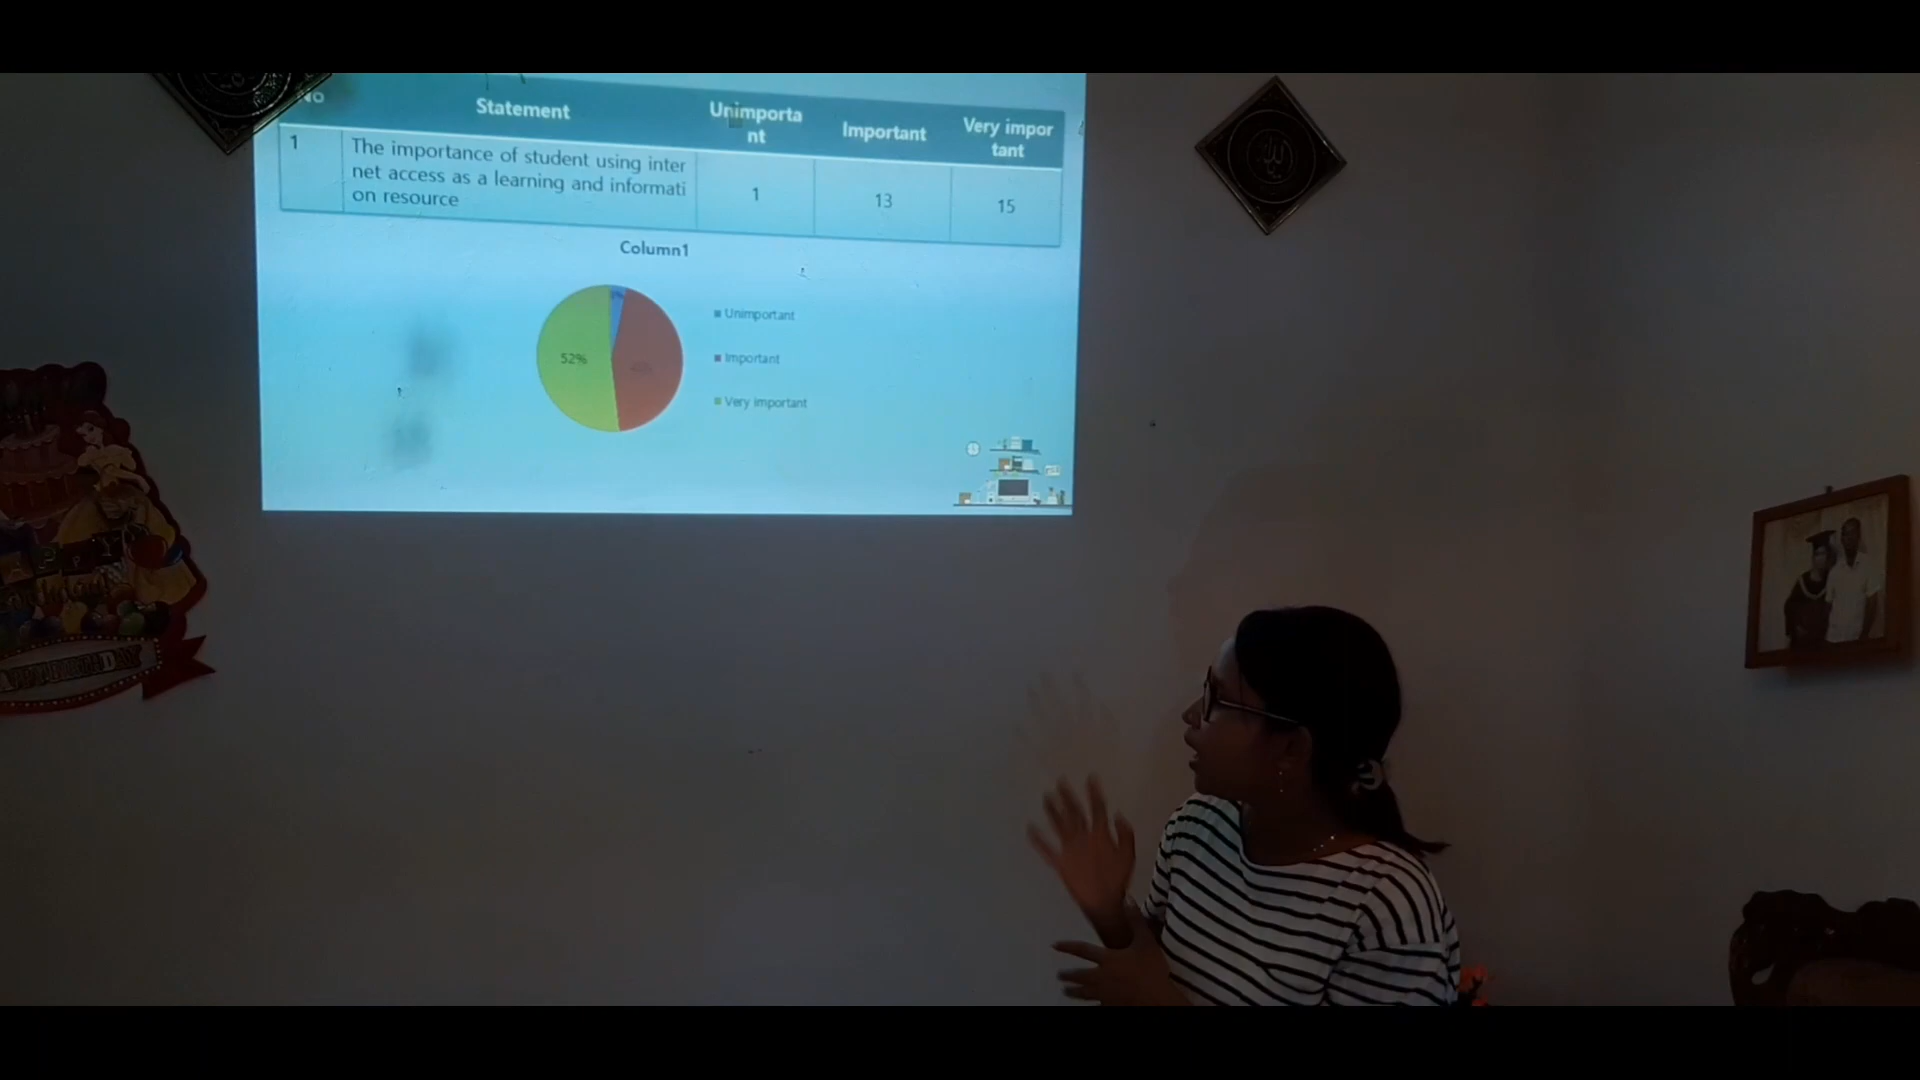 No
Statement
Unimporta
nt
Important
Very impor
tant
1
The importance of student using inter
net access as a learning and informati
on resource
1
13
15
Column1
52%
Unimportant
Important
Very important